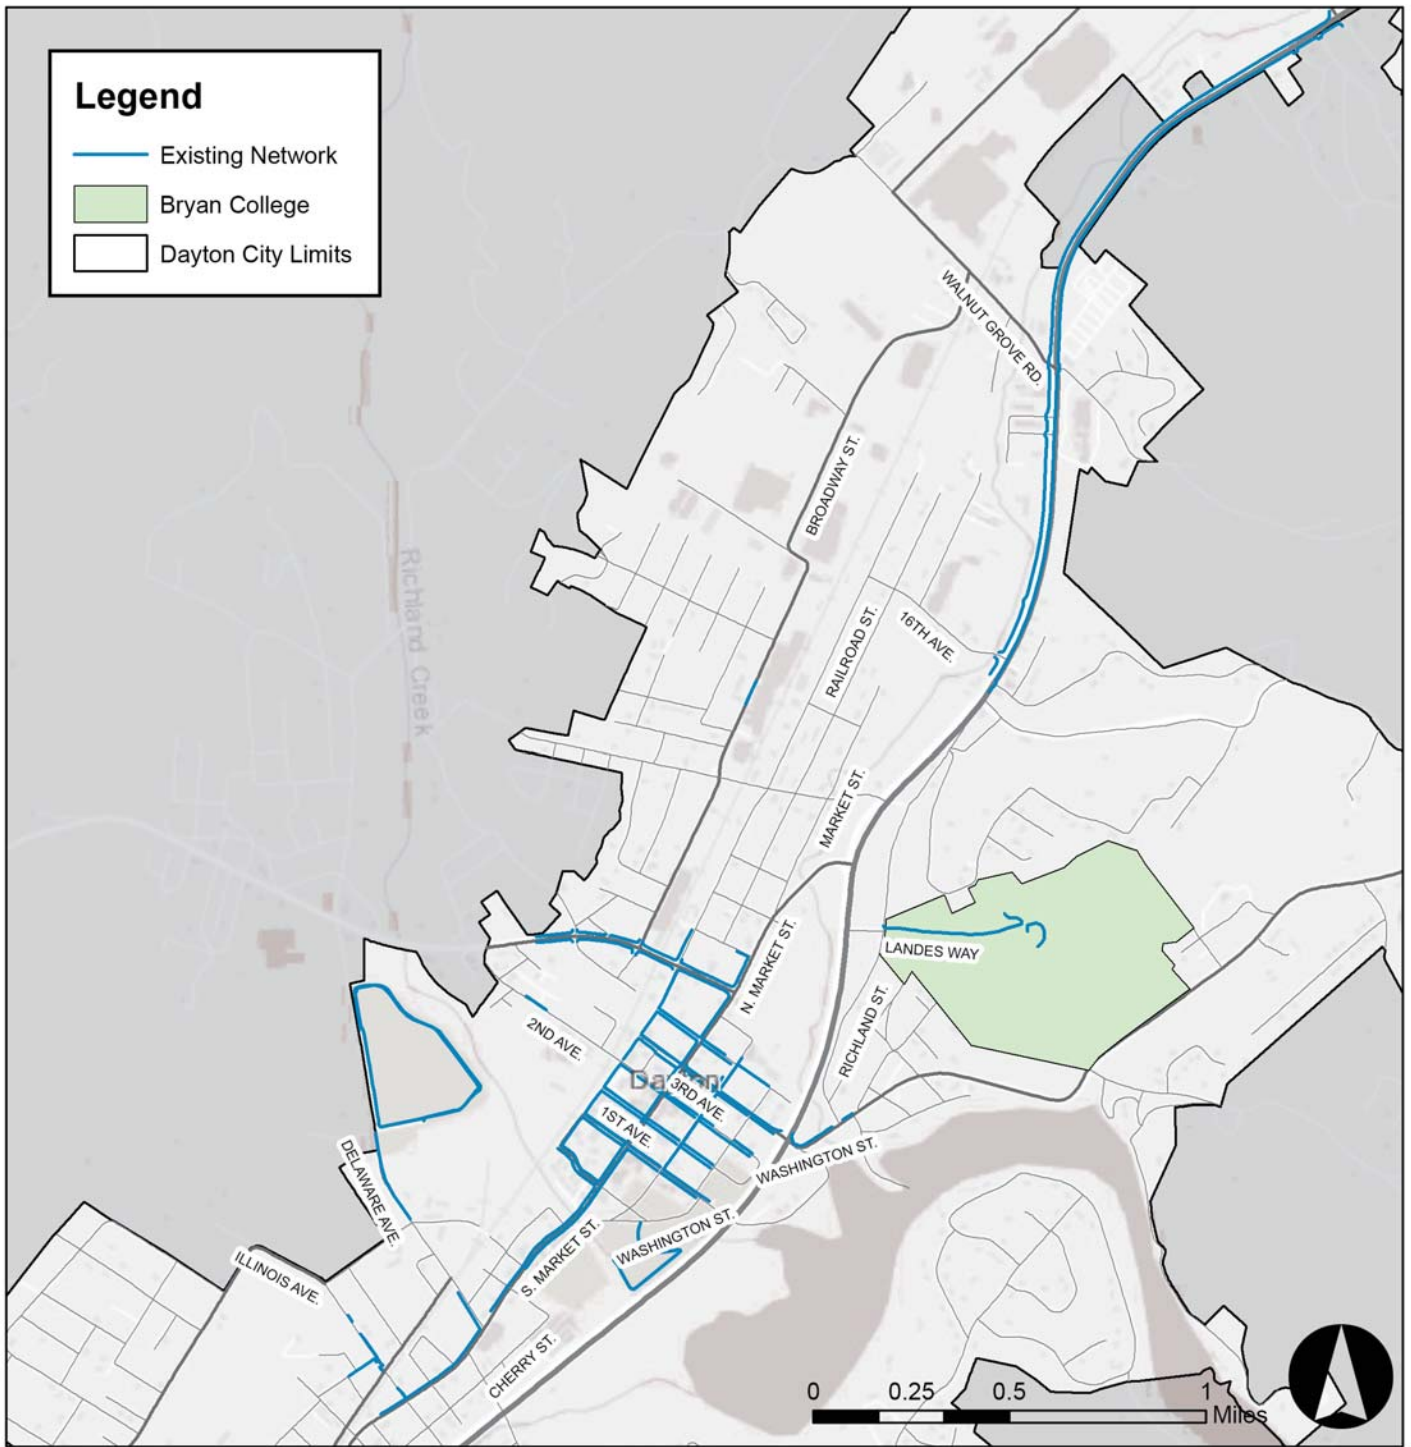 Legend
Existing Network
Bryan College
Dayton City Limits
WALNUT GROVE RD.
BROADWAY ST.
Richland Creek
RAILROAD ST.
16TH AVE.
MARKET ST.
N. MARKET ST.
LANDES WAY
RICHLAND ST.
2ND AVE.
Dayton
3RD AVE.
1ST AVE.
WASHINGTON ST.
DELAWARE AVE.
WASHINGTON ST.
S. MARKET ST.
ILLINOIS AVE.
CHERRY ST.
0 0.25 0.5 1
Miles